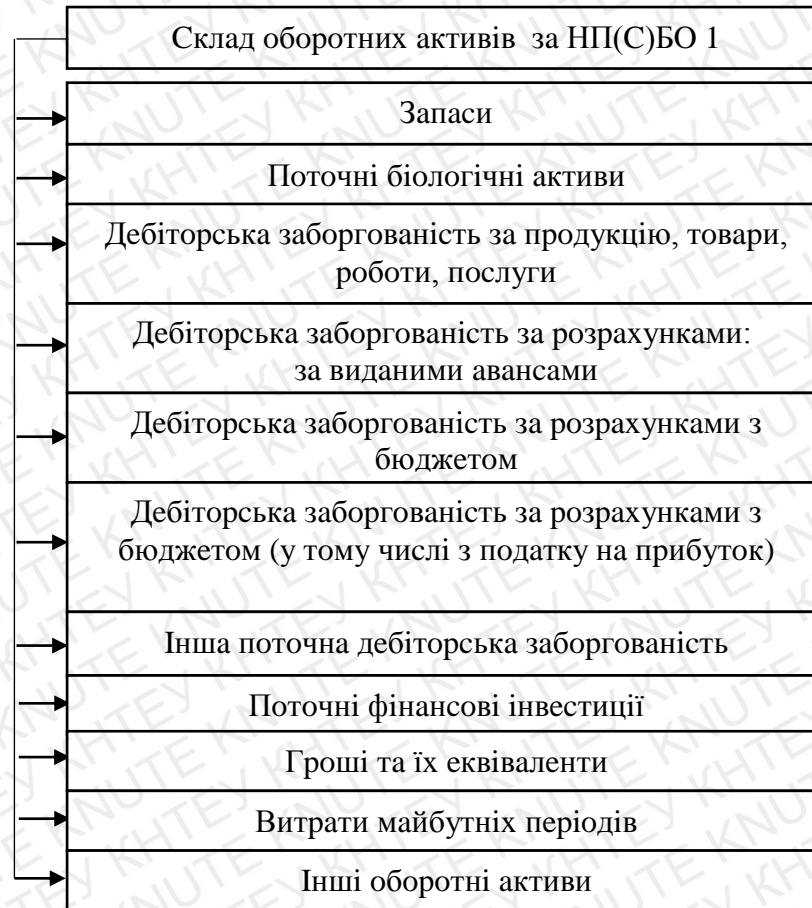 Склад оборотних активів за НП(С)БО 1
Запаси
Поточні біологічні активи
Дебіторська заборгованість за продукцію, товари,
роботи, послуги
Дебіторська заборгованість за розрахунками:
за виданими авансами
Дебіторська заборгованість за розрахунками з
бюджетом
Дебіторська заборгованість за розрахунками з
бюджетом (у тому числі з податку на прибуток)
Інша поточна дебіторська заборгованість
Поточні фінансові інвестиції
Гроші та їх еквіваленти
Витрати майбутніх періодів
Інші оборотні активи